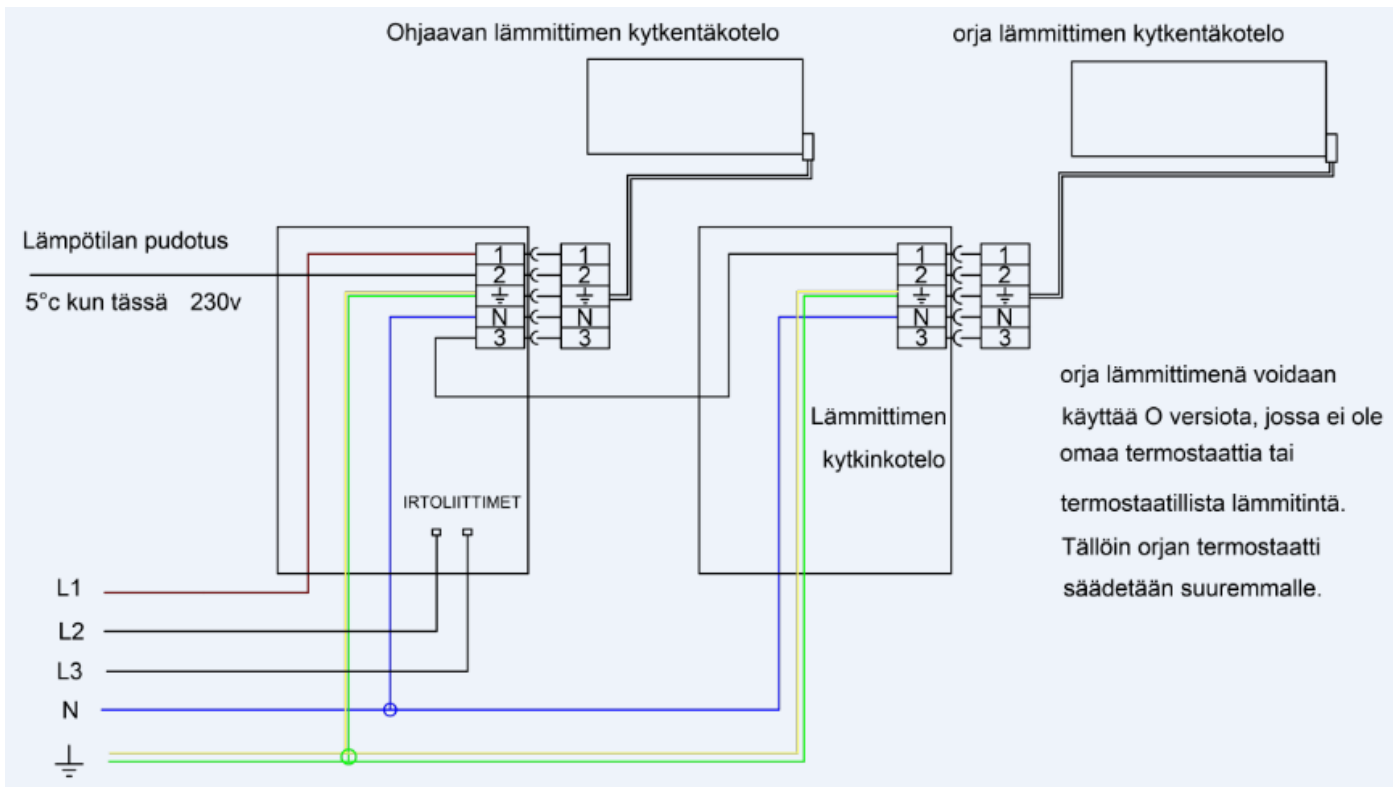 Ohjaavan lämmittimen kytkentäkotelo
orja lämmittimen kytkentäkotelo
Lämpötilan pudotus
5°c kun tässä 230v
1 1
2 2
⏚ ⏚
N N
3 3
1 1
2 2
⏚ ⏚
N N
3 3
Lämmittimen
kytkinkotelo
orja lämmittimenä voidaan
käyttää O versiota, jossa ei ole
omaa termostaattia tai
termostaatillista lämmitintä.
Tällöin orjan termostaatti
säädetään suuremmalle.
IRTOLIITTIMET
L1
L2
L3
N
⏚